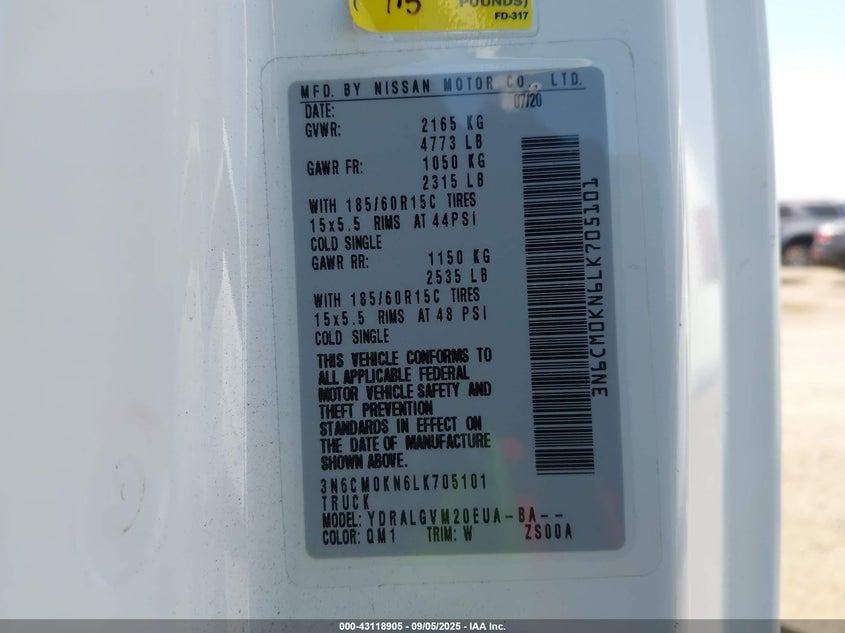 115
POUNDS)
FD-317
MFD. BY NISSAN MOTOR CO., LTD.
DATE: 07/20
GVWR: 2165 KG
4773 LB
GAWR FR: 1050 KG
2315 LB
WITH 185/60R15C TIRES
15x5.5 RIMS AT 44PSI
COLD SINGLE
GAWR RR: 1150 KG
2535 LB
WITH 185/60R15C TIRES
15x5.5 RIMS AT 48 PSI
COLD SINGLE
THIS VEHICLE CONFORMS TO
ALL APPLICABLE FEDERAL
MOTOR VEHICLE SAFETY AND
THEFT PREVENTION
STANDARDS IN EFFECT ON
THE DATE OF MANUFACTURE
SHOWN ABOVE.
3N6CM0KN6LK705101
TRUCK
MODEL: YDRALGVM20EUA-BA--
COLOR: QM1 TRIM: W ZS00A
3N6CM0KN6LK705101
000-43118905 - 09/05/2025 - IAA Inc.